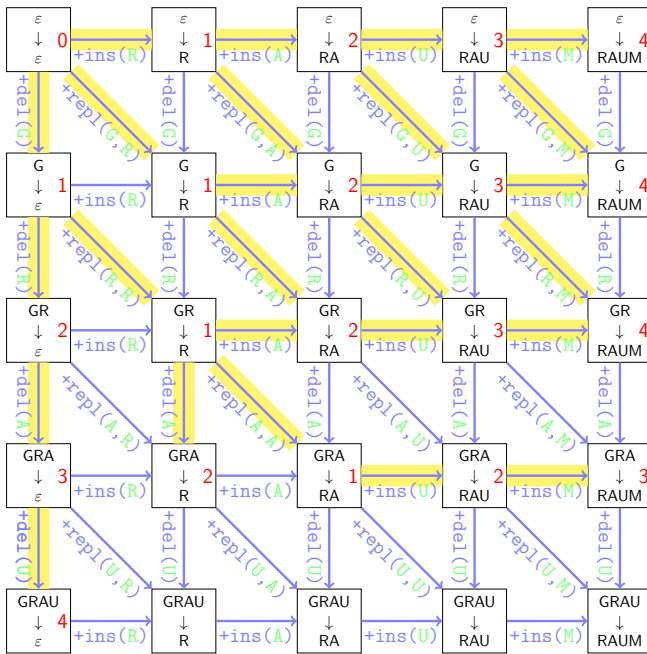 ε ↓ ε 0 +ins(R) ε ↓ R 1 +ins(A) ε ↓ RA 2 +ins(U) ε ↓ RAU 3 +ins(M) ε ↓ RAUM 4
+del(G) +repl(G,R) +del(G) +repl(G,A) +del(G) +repl(G,U) +del(G) +repl(G,M) +del(G)
G ↓ ε 1 +ins(R) G ↓ R 1 +ins(A) G ↓ RA 2 +ins(U) G ↓ RAU 3 +ins(M) G ↓ RAUM 4
+del(R) +repl(R,R) +del(R) +repl(R,A) +del(R) +repl(R,U) +del(R) +repl(R,M) +del(R)
GR ↓ ε 2 +ins(R) GR ↓ R 1 +ins(A) GR ↓ RA 2 +ins(U) GR ↓ RAU 3 +ins(M) GR ↓ RAUM 4
+del(A) +repl(A,R) +del(A) +repl(A,A) +del(A) +repl(A,U) +del(A) +repl(A,M) +del(A)
GRA ↓ ε 3 +ins(R) GRA ↓ R 2 +ins(A) GRA ↓ RA 1 +ins(U) GRA ↓ RAU 2 +ins(M) GRA ↓ RAUM 3
+del(U) +repl(U,R) +del(U) +repl(U,A) +del(U) +repl(U,U) +del(U) +repl(U,M) +del(U)
GRAU ↓ ε 4 +ins(R) GRAU ↓ R +ins(A) GRAU ↓ RA +ins(U) GRAU ↓ RAU +ins(M) GRAU ↓ RAUM